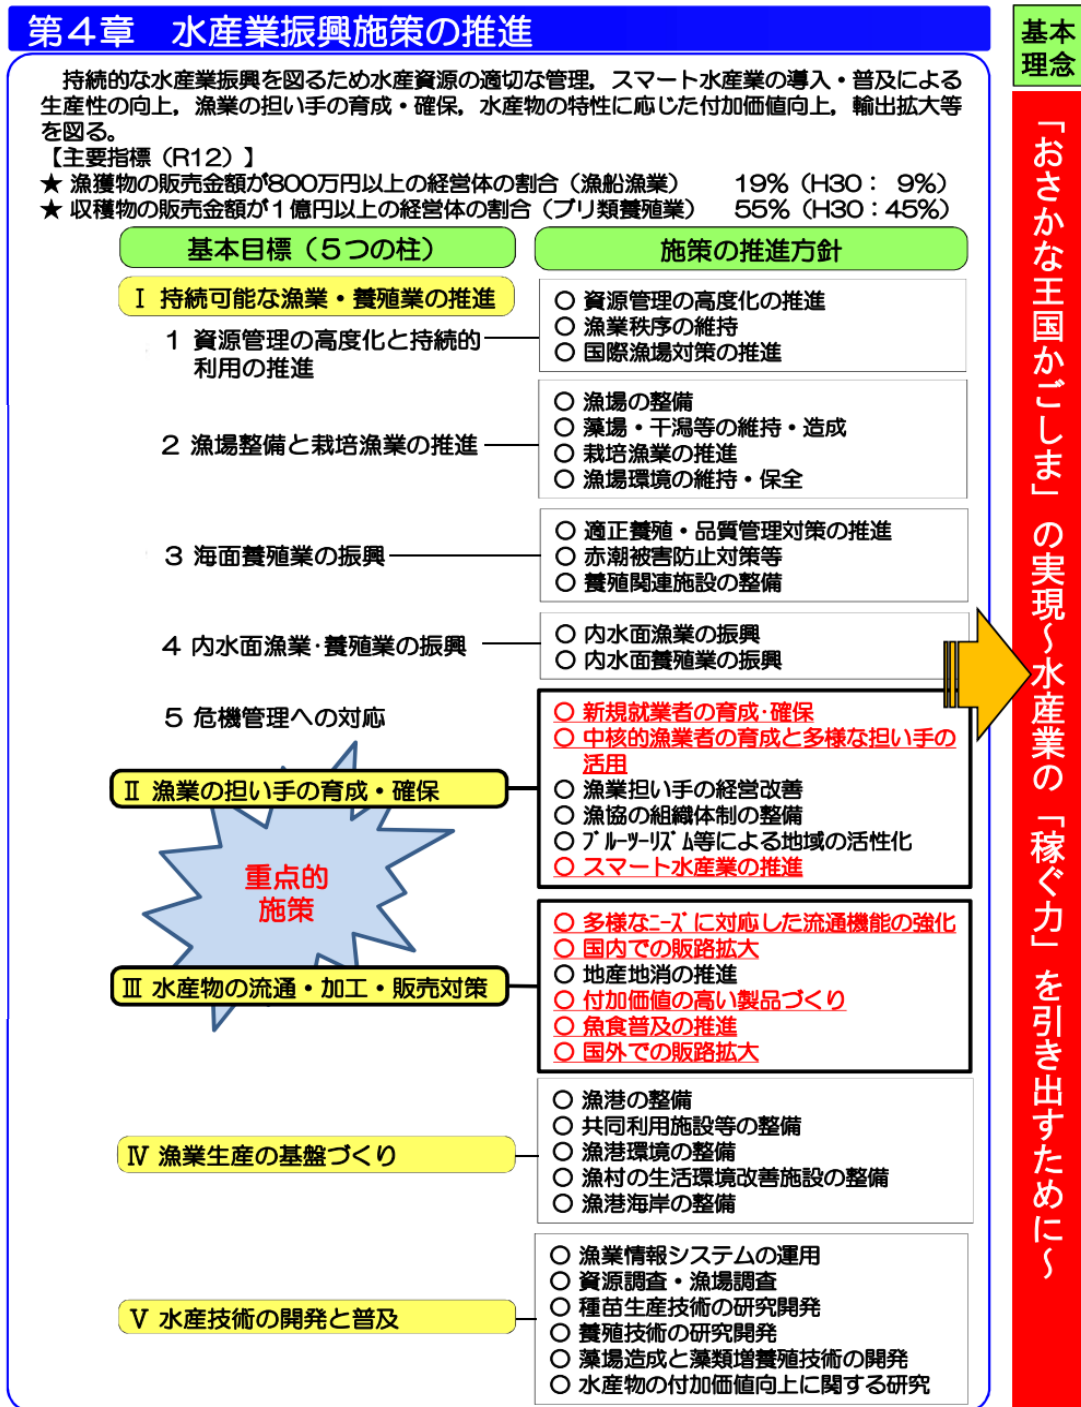 第４章　水産業振興施策の推進
持続的な水産業振興を図るため水産資源の適切な管理，スマート水産業の導入・普及による
生産性の向上，漁業の担い手の育成・確保，水産物の特性に応じた付加価値向上，輸出拡大等
を図る。
【主要指標（R12）】
★ 漁獲物の販売金額が800万円以上の経営体の割合（漁船漁業）　19%（H30： 9%）
★ 収穫物の販売金額が１億円以上の経営体の割合（ブリ類養殖業）　55%（H30：45%）
基本目標（５つの柱）
施策の推進方針
Ⅰ 持続可能な漁業・養殖業の推進
１ 資源管理の高度化と持続的
利用の推進
○ 資源管理の高度化の推進
○ 漁業秩序の維持
○ 国際漁場対策の推進
２ 漁場整備と栽培漁業の推進
○ 漁場の整備
○ 藻場・干潟等の維持・造成
○ 栽培漁業の推進
○ 漁場環境の維持・保全
３ 海面養殖業の振興
○ 適正養殖・品質管理対策の推進
○ 赤潮被害防止対策等
○ 養殖関連施設の整備
４ 内水面漁業･養殖業の振興
○ 内水面漁業の振興
○ 内水面養殖業の振興
５ 危機管理への対応
Ⅱ 漁業の担い手の育成・確保
○ 新規就業者の育成･確保
○ 中核的漁業者の育成と多様な担い手の
活用
○ 漁業担い手の経営改善
○ 漁協の組織体制の整備
○ ﾌﾞﾙｰﾂｰﾘｽﾞﾑ等による地域の活性化
○ スマート水産業の推進
重点的
施策
Ⅲ 水産物の流通・加工・販売対策
○ 多様なﾆｰｽﾞに対応した流通機能の強化
○ 国内での販路拡大
○ 地産地消の推進
○ 付加価値の高い製品づくり
○ 魚食普及の推進
○ 国外での販路拡大
Ⅳ 漁業生産の基盤づくり
○ 漁港の整備
○ 共同利用施設等の整備
○ 漁港環境の整備
○ 漁村の生活環境改善施設の整備
○ 漁港海岸の整備
Ⅴ 水産技術の開発と普及
○ 漁業情報システムの運用
○ 資源調査・漁場調査
○ 種苗生産技術の研究開発
○ 養殖技術の研究開発
○ 藻場造成と藻類増養殖技術の開発
○ 水産物の付加価値向上に関する研究
基本
理念
「おさかな王国かごしま」の実現～水産業の「稼ぐ力」を引き出すために～